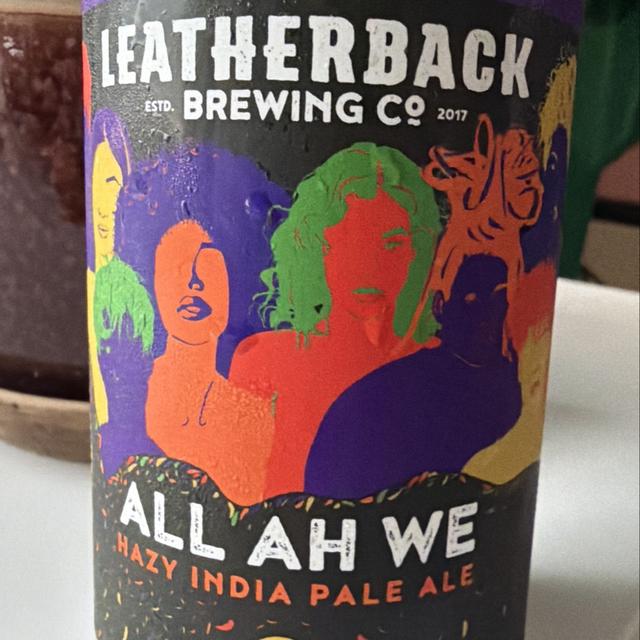 LEATHERBACK
ESTD. BREWING Cº 2017
ALL AH WE
HAZY INDIA PALE ALE